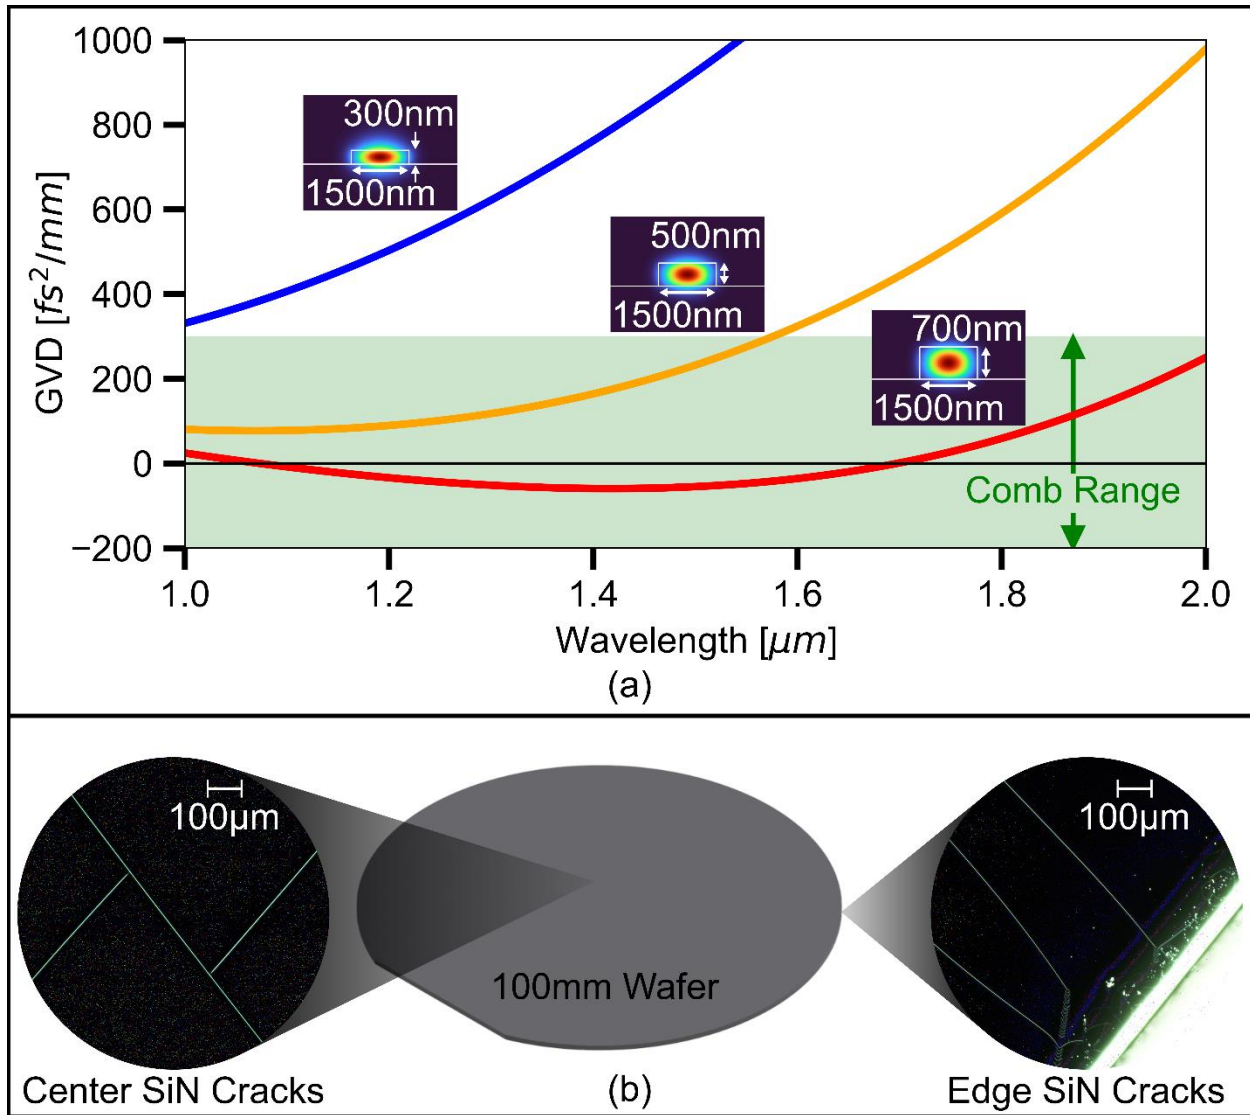 1000
800
600
400
200
0
−200
GVD [fs²/mm]
300nm
1500nm
500nm
1500nm
700nm
1500nm
Comb Range
1.0 1.2 1.4 1.6 1.8 2.0
Wavelength [μm]
(a)
100μm
100μm
100mm Wafer
Center SiN Cracks
(b)
Edge SiN Cracks